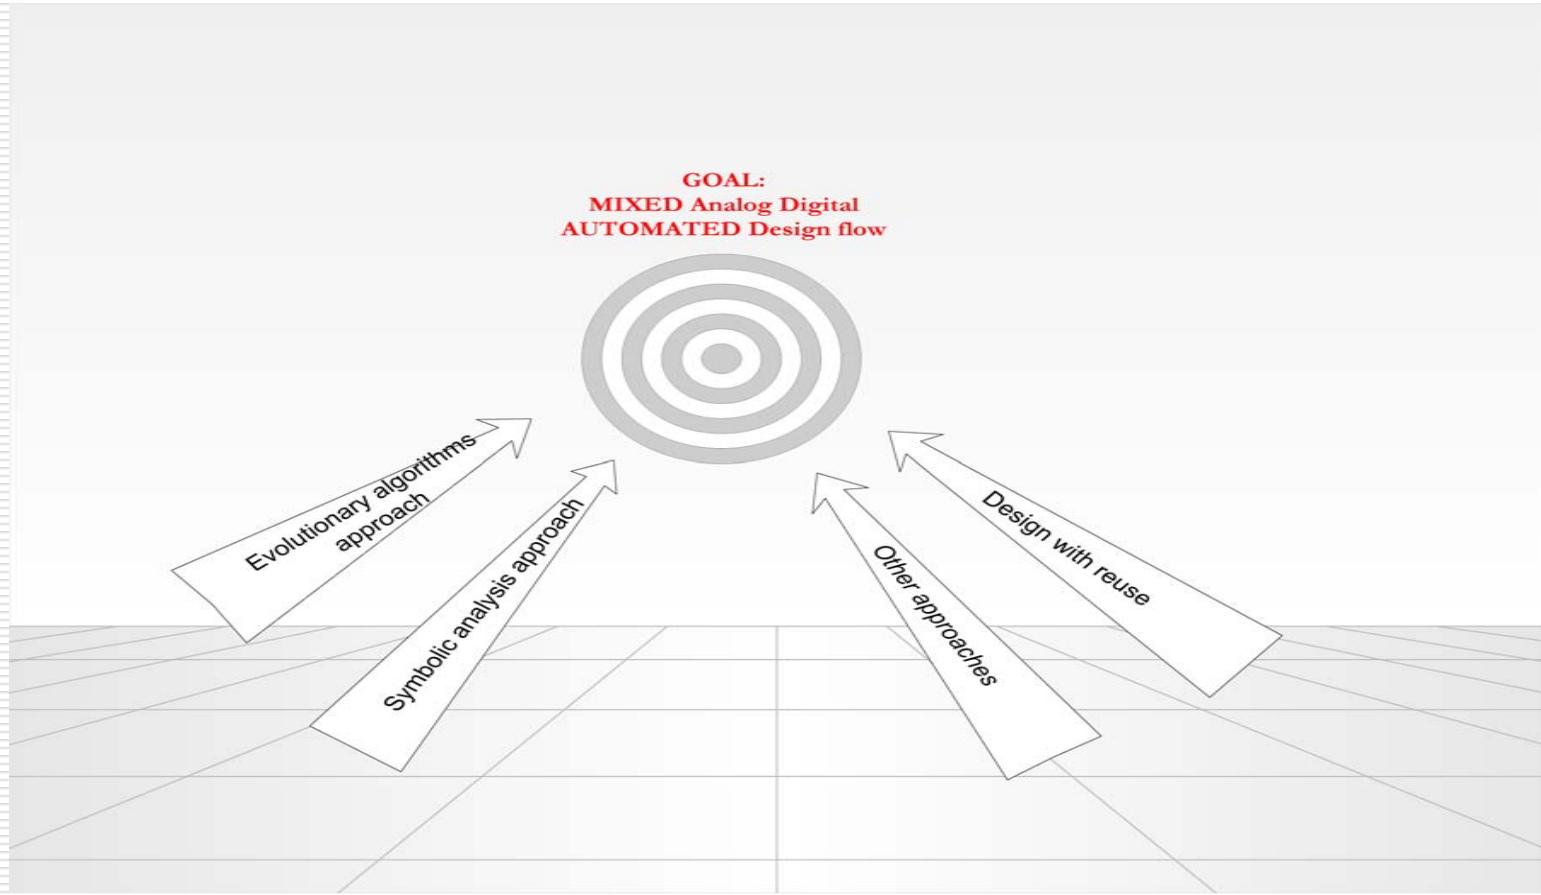 GOAL:
MIXED Analog Digital
AUTOMATED Design flow
Evolutionary algorithms
approach
Symbolic analysis approach
Other approaches
Design with reuse